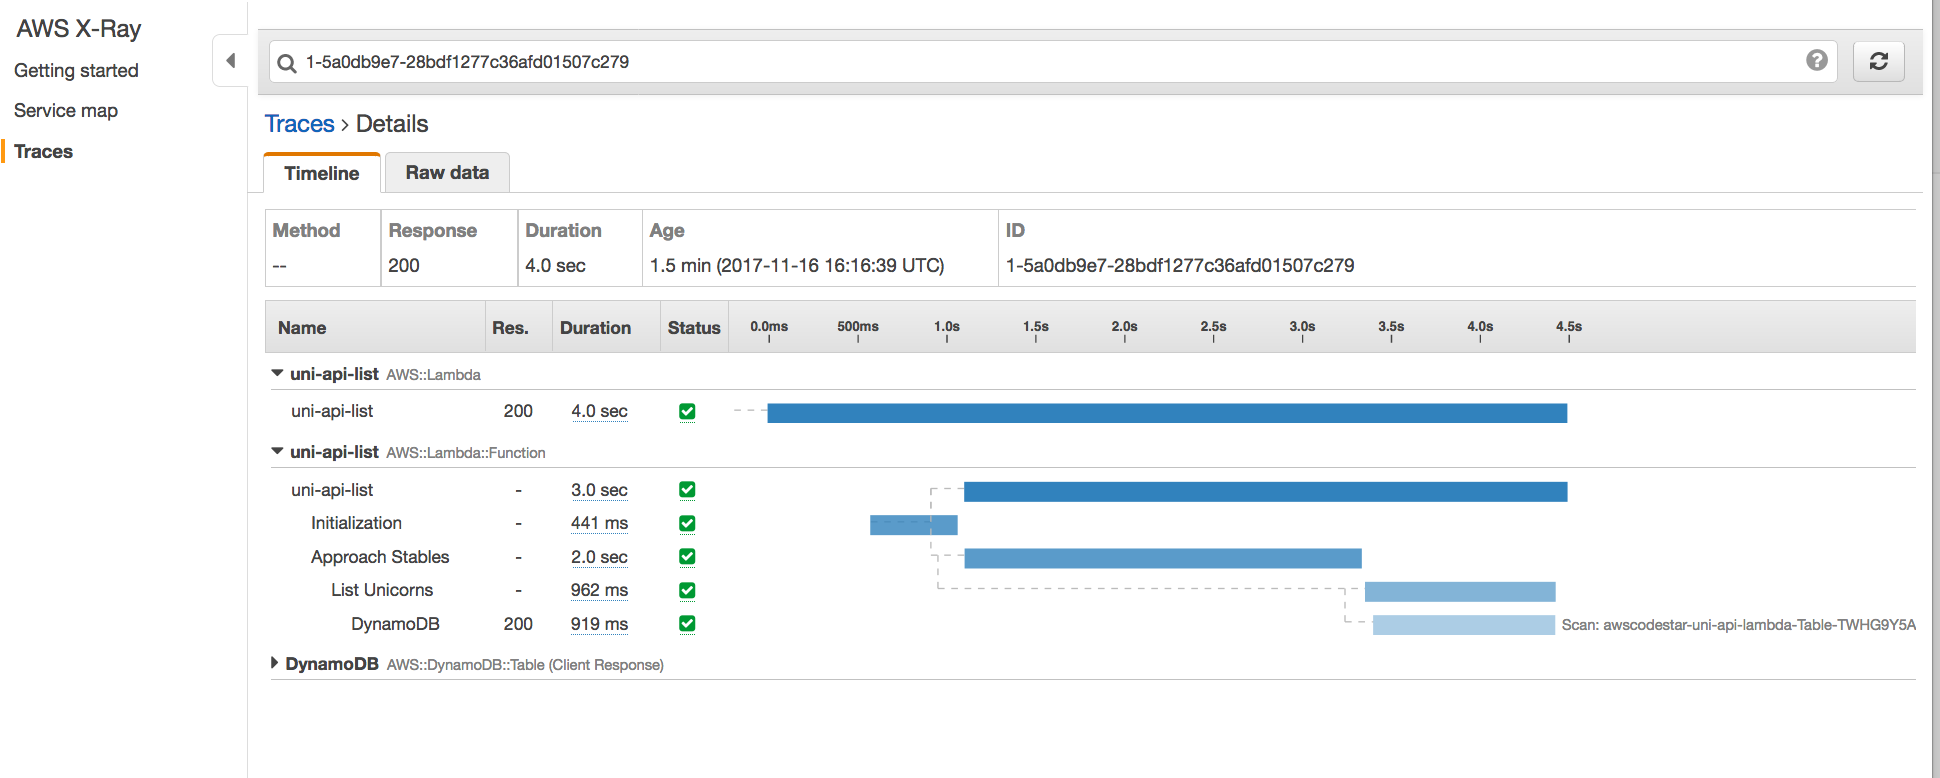 AWS X-Ray
Getting started
Service map
Traces
1-5a0db9e7-28bdf1277c36afd01507c279
?
Traces › Details
Timeline Raw data
Method Response Duration Age ID
-- 200 4.0 sec 1.5 min (2017-11-16 16:16:39 UTC) 1-5a0db9e7-28bdf1277c36afd01507c279
Name Res. Duration Status 0.0ms 500ms 1.0s 1.5s 2.0s 2.5s 3.0s 3.5s 4.0s 4.5s
uni-api-list AWS::Lambda
uni-api-list 200 4.0 sec
uni-api-list AWS::Lambda::Function
uni-api-list - 3.0 sec
Initialization - 441 ms
Approach Stables - 2.0 sec
List Unicorns - 962 ms
DynamoDB 200 919 ms Scan: awscodestar-uni-api-lambda-Table-TWHG9Y5A
DynamoDB AWS::DynamoDB::Table (Client Response)